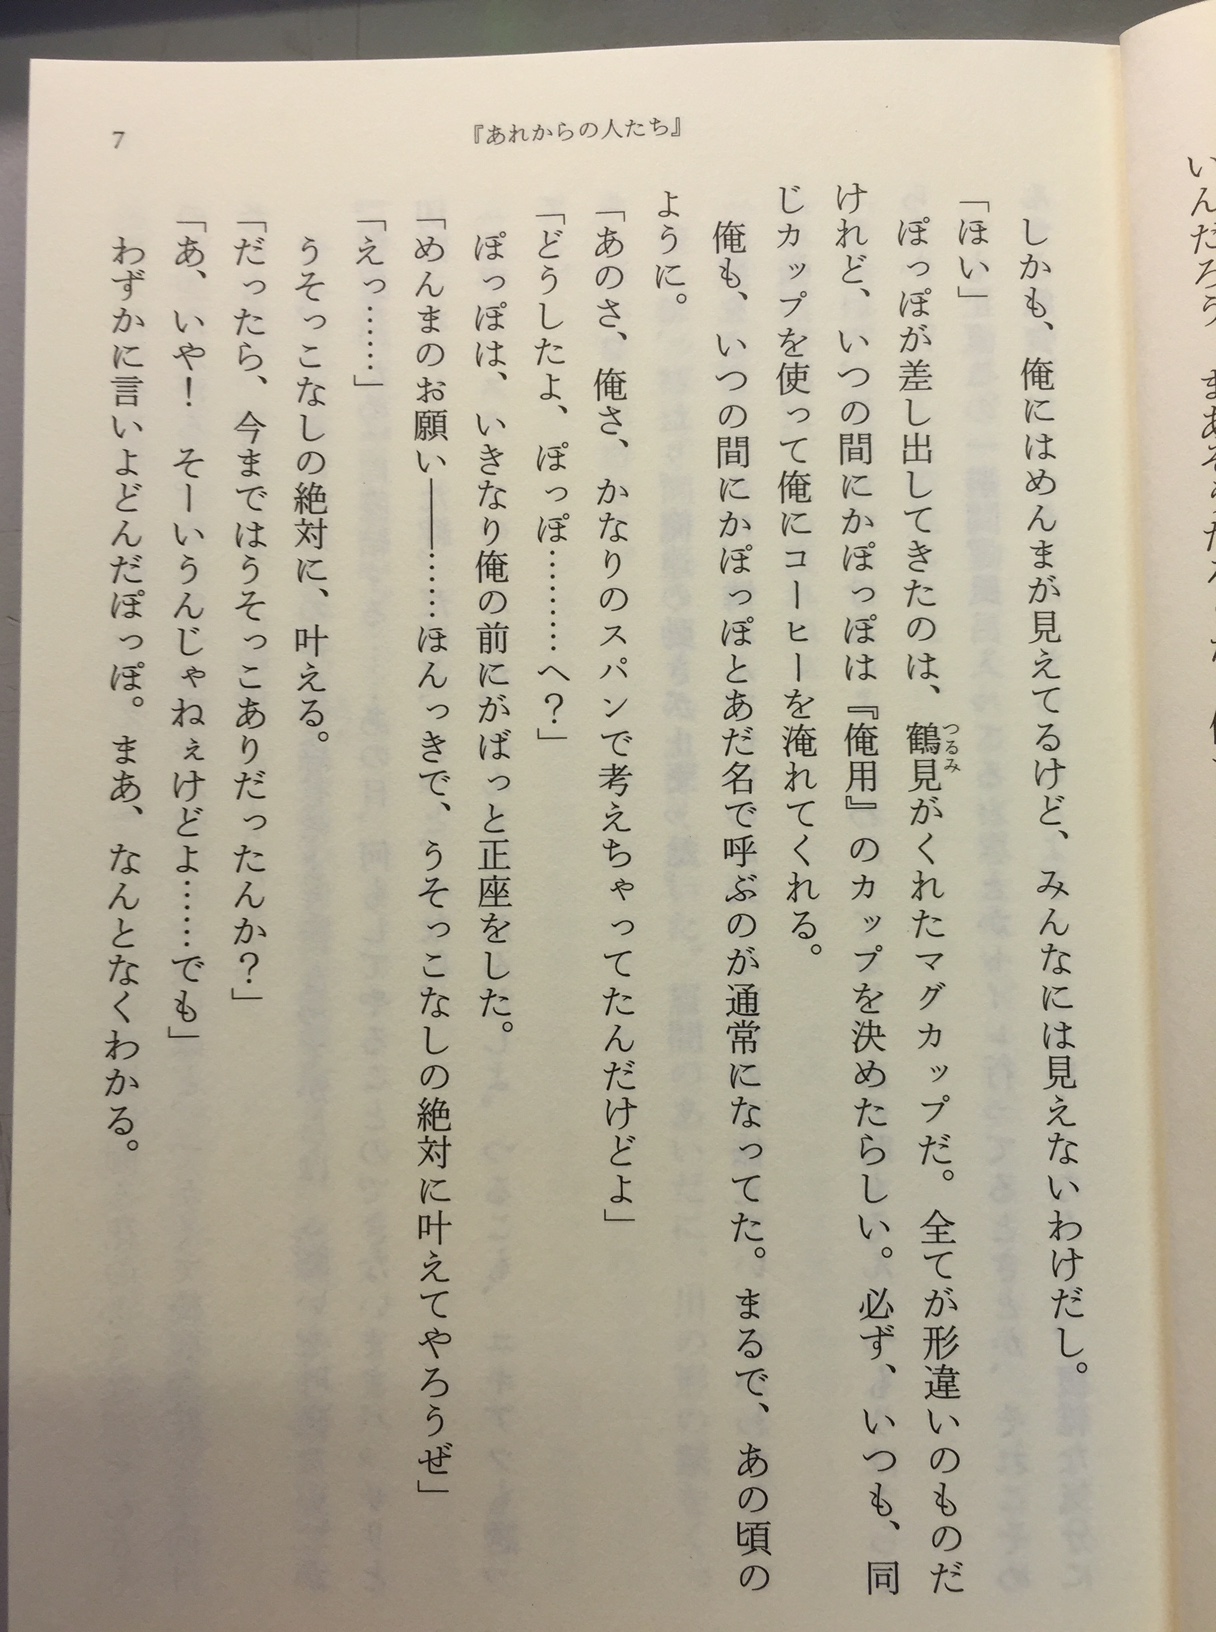 『あれからの人たち』
7
しかも、俺にはめんまが見えてるけど、みんなには見えないわけだし。
「ほい」
ぽっぽが差し出してきたのは、鶴見がくれたマグカップだ。全てが形違いのものだ
つるみ
けれど、いつの間にかぽっぽは『俺用』のカップを決めたらしい。必ず、いつも、同
じカップを使って俺にコーヒーを淹れてくれる。
俺も、いつの間にかぽっぽとあだ名で呼ぶのが通常になってた。まるで、あの頃の
ように。
「あのさ、俺さ、かなりのスパンで考えちゃってたんだけどよ」
「どうしたよ、ぽっぽ………へ？」
ぽっぽは、いきなり俺の前にがばっと正座をした。
「めんまのお願い――……ほんっきで、うそっこなしの絶対に叶えてやろうぜ」
「えっ……」
うそっこなしの絶対に、叶える。
「だったら、今まではうそっこありだったんか？」
「あ、いや！　そーいうんじゃねぇけどよ……でも」
わずかに言いよどんだぽっぽ。まあ、なんとなくわかる。